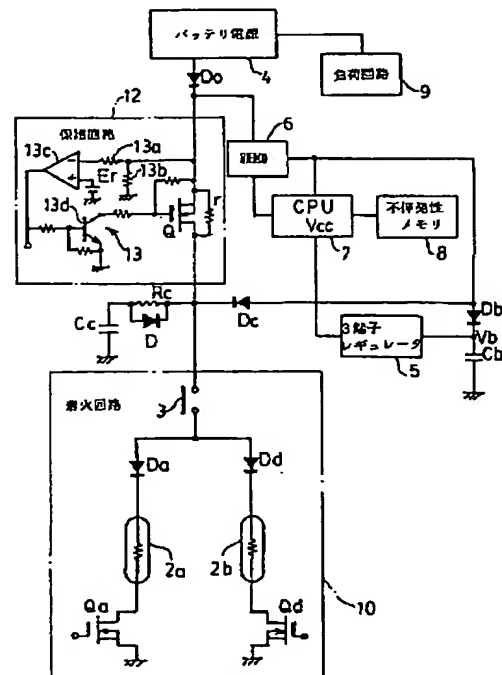 バッテリ電源
4
Do
負荷回路
9
12
保護回路
13c
13a
Er
13b
13d
Q
r
13
6
CPU
Vcc
7
不揮発性
メモリ
8
Rc
Cc
D
Dc
Db
Vb
Cb
3端子
レギュレータ
5
着火回路
3
Da
Dd
2a
2b
Qa
Qd
10